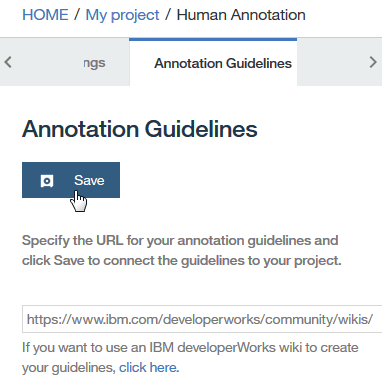 HOME / My project / Human Annotation
ngs
Annotation Guidelines
Annotation Guidelines
Save
Specify the URL for your annotation guidelines and
click Save to connect the guidelines to your project.
https://www.ibm.com/developerworks/community/wikis/
If you want to use an IBM developerWorks wiki to create
your guidelines, click here.